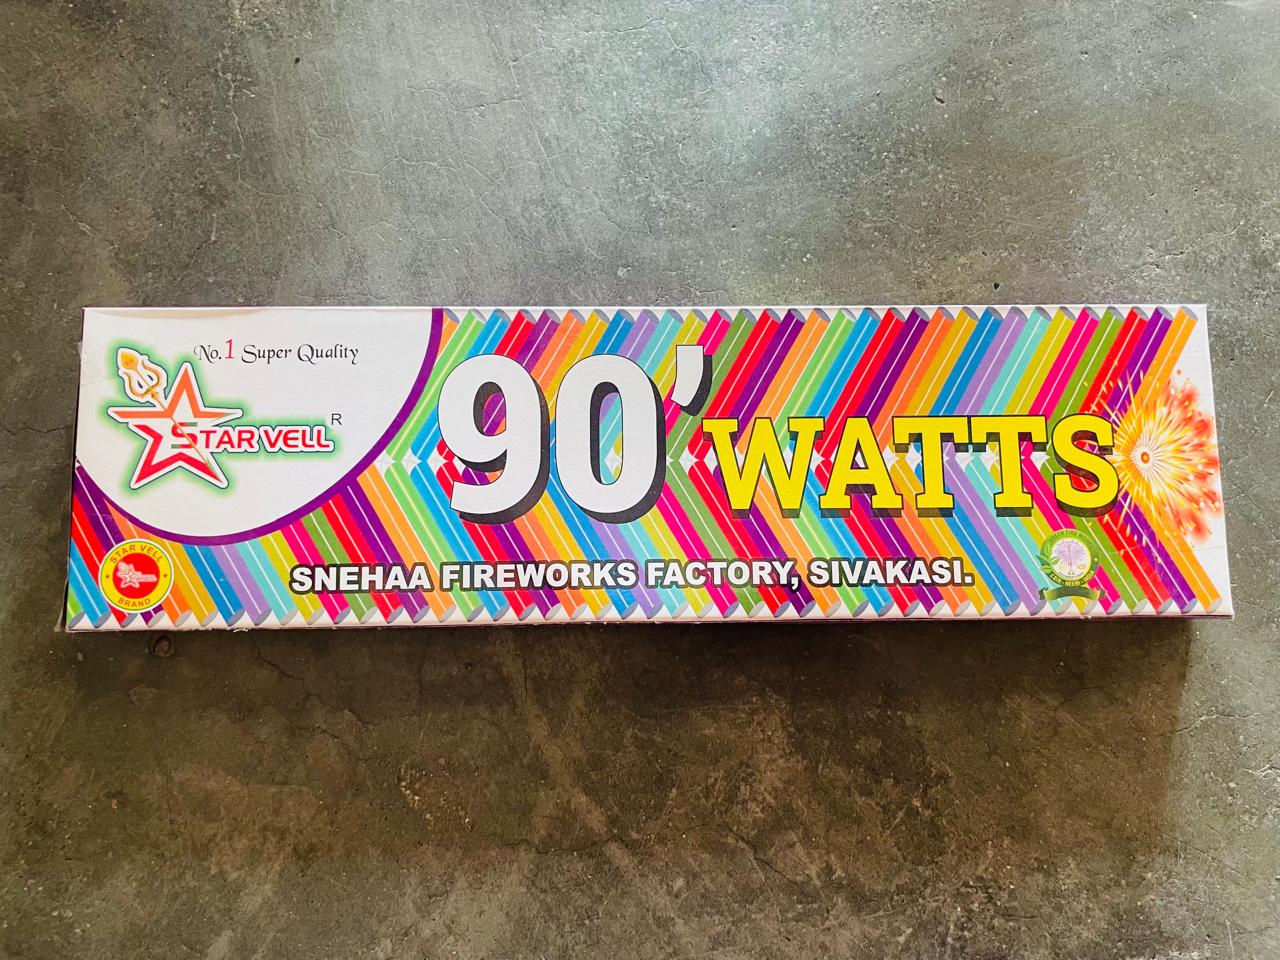 No.1 Super Quality
STAR VELL R
90' WATTS
SNEHAA FIREWORKS FACTORY, SIVAKASI.
STAR VELL
BRAND